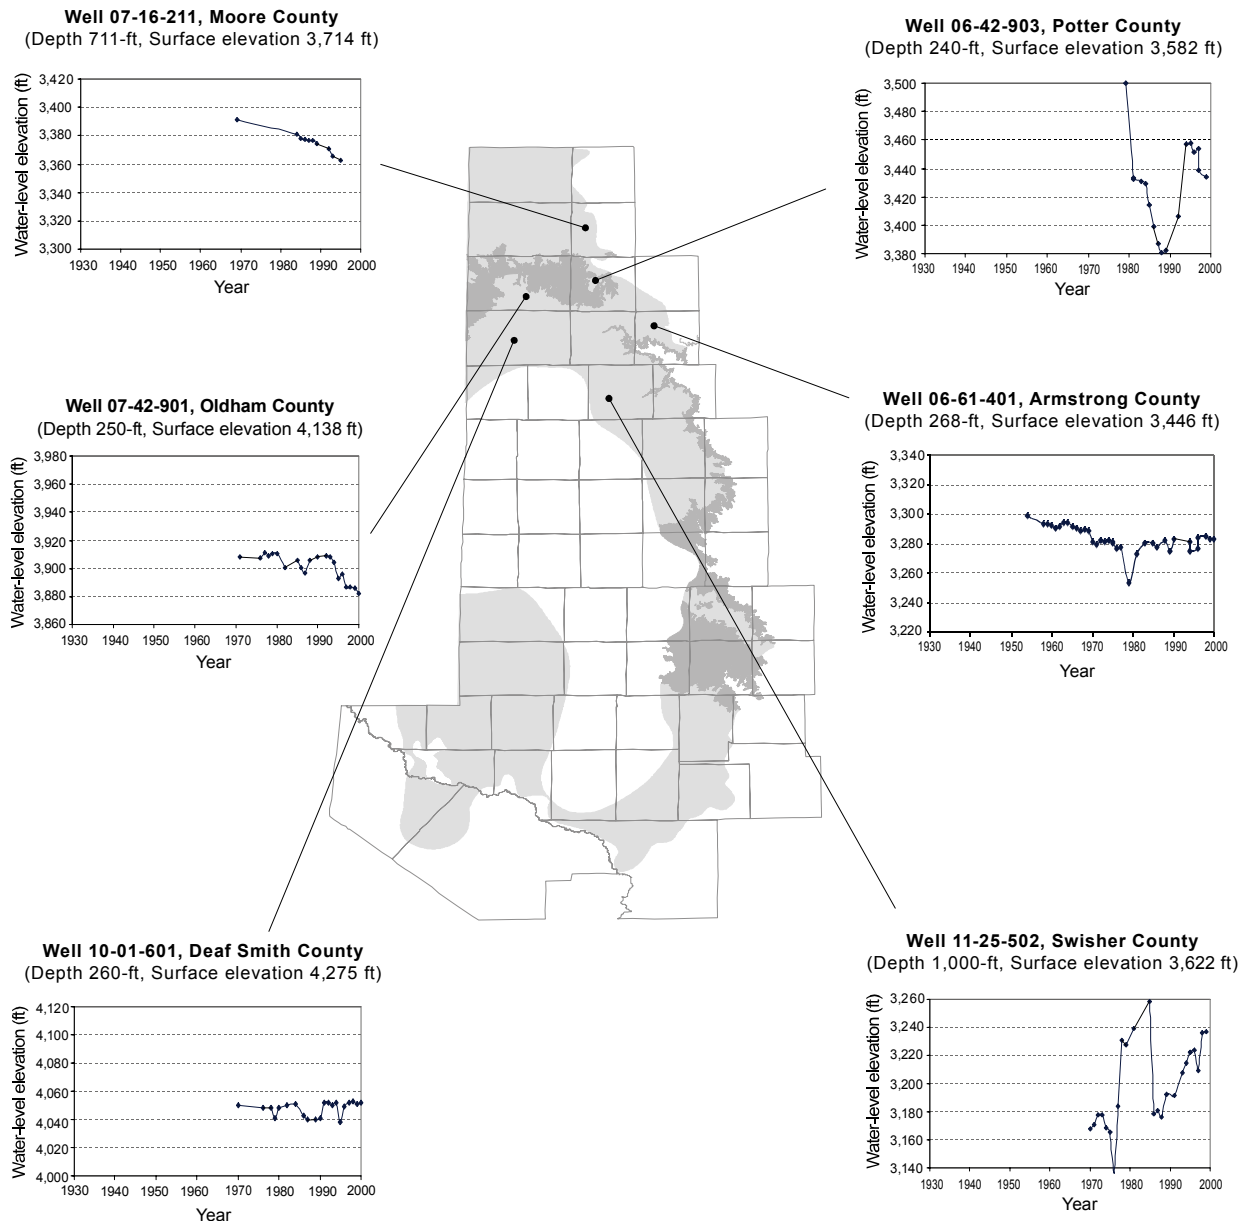 Well 07-16-211, Moore County
(Depth 711-ft, Surface elevation 3,714 ft)
Water-level elevation (ft)
3,420
3,400
3,380
3,360
3,340
3,320
3,300
1930 1940 1950 1960 1970 1980 1990 2000
Year
Well 06-42-903, Potter County
(Depth 240-ft, Surface elevation 3,582 ft)
Water-level elevation (ft)
3,500
3,480
3,460
3,440
3,420
3,400
3,380
1930 1940 1950 1960 1970 1980 1990 2000
Year
Well 07-42-901, Oldham County
(Depth 250-ft, Surface elevation 4,138 ft)
Water-level elevation (ft)
3,980
3,960
3,940
3,920
3,900
3,880
3,860
1930 1940 1950 1960 1970 1980 1990 2000
Year
Well 06-61-401, Armstrong County
(Depth 268-ft, Surface elevation 3,446 ft)
Water-level elevation (ft)
3,340
3,320
3,300
3,280
3,260
3,240
3,220
1930 1940 1950 1960 1970 1980 1990 2000
Year
Well 10-01-601, Deaf Smith County
(Depth 260-ft, Surface elevation 4,275 ft)
Water-level elevation (ft)
4,120
4,100
4,080
4,060
4,040
4,020
4,000
1930 1940 1950 1960 1970 1980 1990 2000
Year
Well 11-25-502, Swisher County
(Depth 1,000-ft, Surface elevation 3,622 ft)
Water-level elevation (ft)
3,260
3,240
3,220
3,200
3,180
3,160
3,140
1930 1940 1950 1960 1970 1980 1990 2000
Year